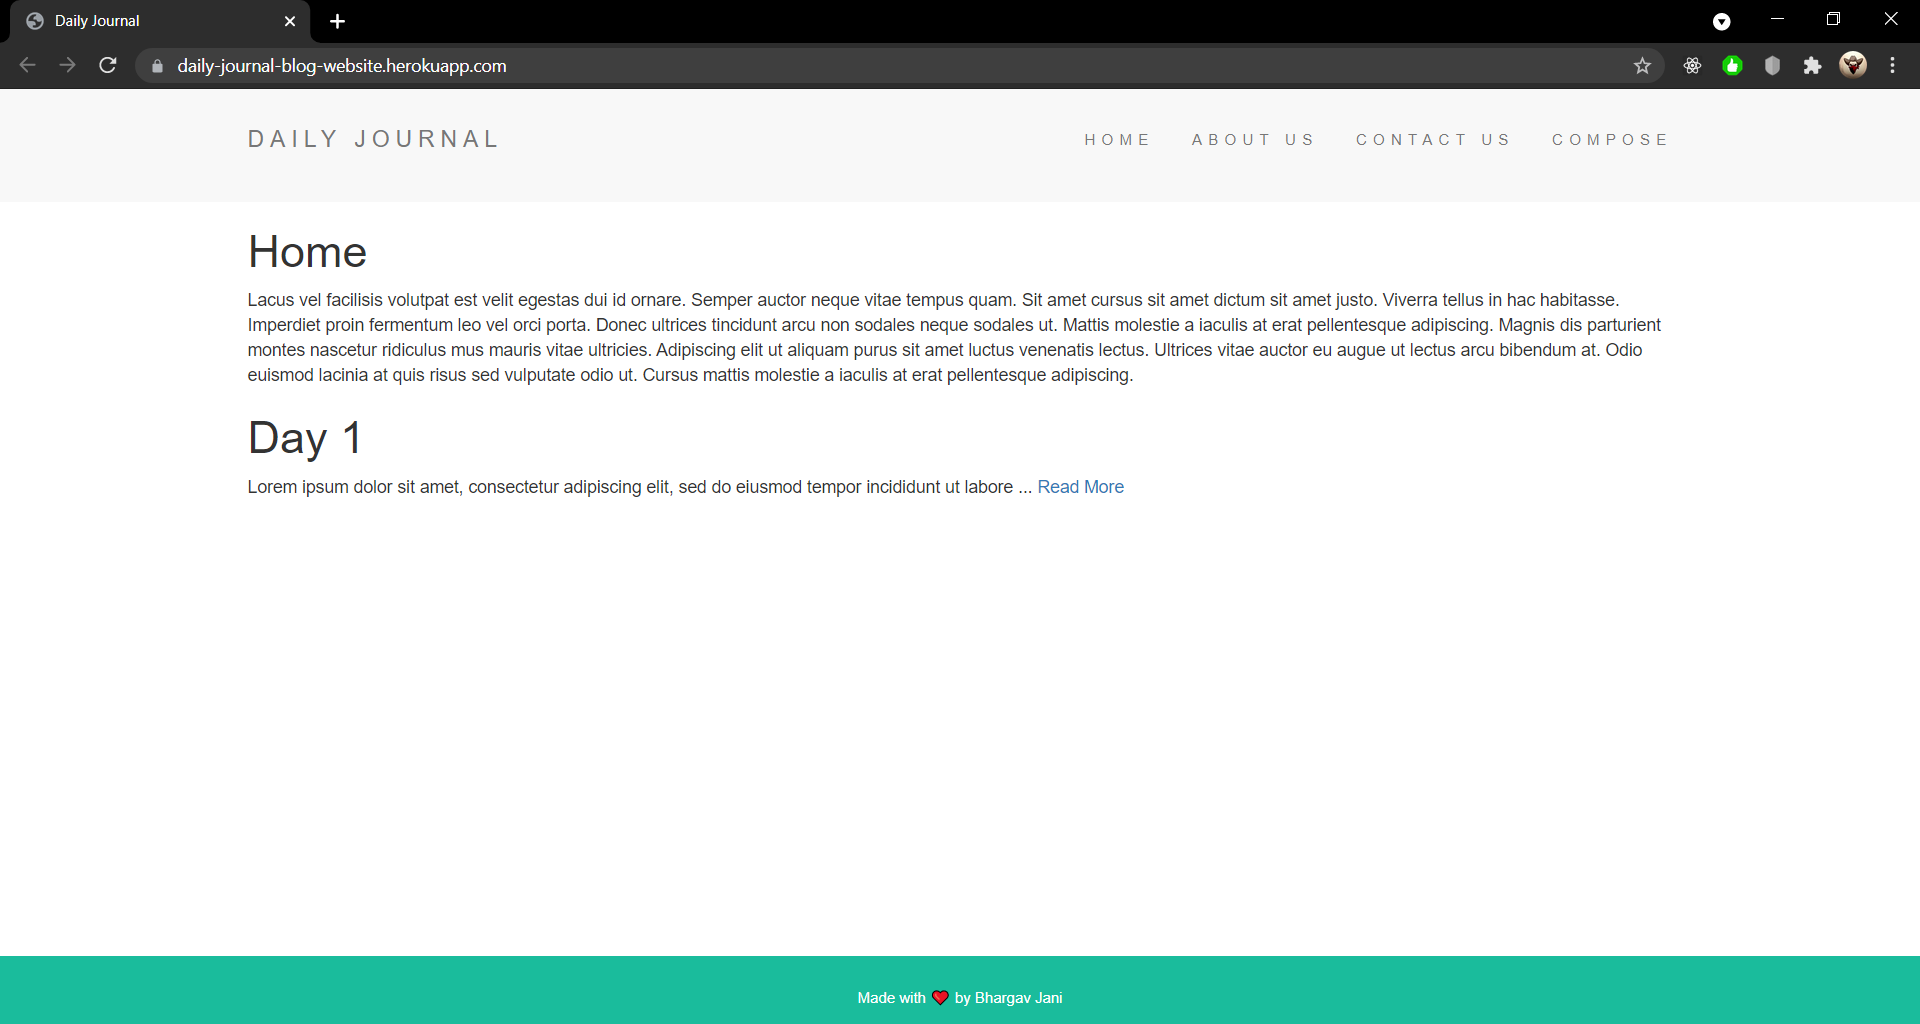 Daily Journal
daily-journal-blog-website.herokuapp.com
DAILY JOURNAL
HOME ABOUT US CONTACT US COMPOSE
Home
Lacus vel facilisis volutpat est velit egestas dui id ornare. Semper auctor neque vitae tempus quam. Sit amet cursus sit amet dictum sit amet justo. Viverra tellus in hac habitasse.
Imperdiet proin fermentum leo vel orci porta. Donec ultrices tincidunt arcu non sodales neque sodales ut. Mattis molestie a iaculis at erat pellentesque adipiscing. Magnis dis parturient
montes nascetur ridiculus mus mauris vitae ultricies. Adipiscing elit ut aliquam purus sit amet luctus venenatis lectus. Ultrices vitae auctor eu augue ut lectus arcu bibendum at. Odio
euismod lacinia at quis risus sed vulputate odio ut. Cursus mattis molestie a iaculis at erat pellentesque adipiscing.
Day 1
Lorem ipsum dolor sit amet, consectetur adipiscing elit, sed do eiusmod tempor incididunt ut labore ... Read More
Made with ❤️ by Bhargav Jani